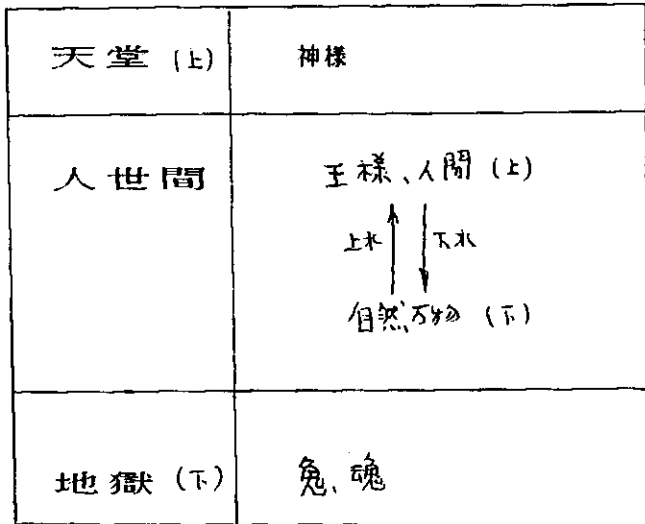 天堂 (上) 神様
人世間 王様、人間 (上)
上水 下水
自然,万物 (下)
地獄 (下) 兔、魂